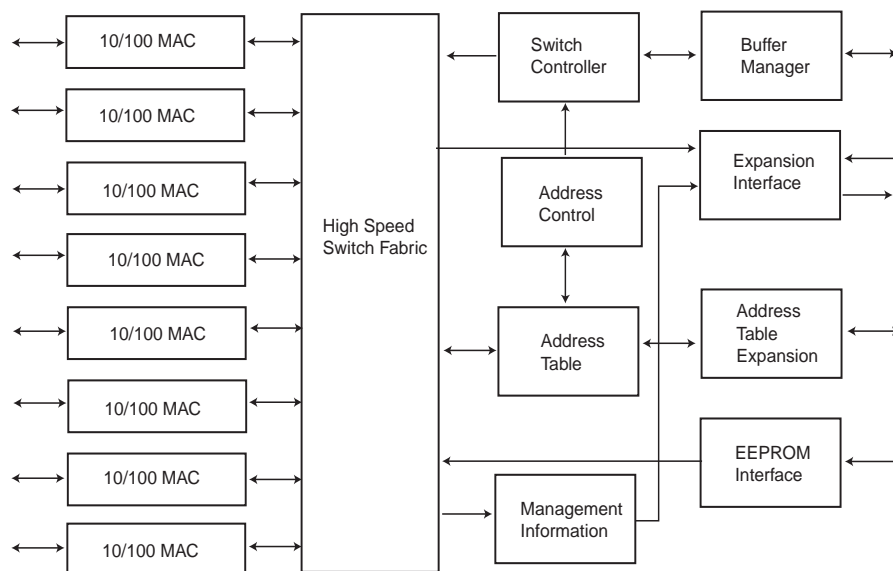 10/100 MAC
10/100 MAC
10/100 MAC
10/100 MAC
10/100 MAC
10/100 MAC
10/100 MAC
10/100 MAC
High Speed
Switch Fabric
Switch
Controller
Buffer
Manager
Address
Control
Expansion
Interface
Address
Table
Address
Table
Expansion
EEPROM
Interface
Management
Information